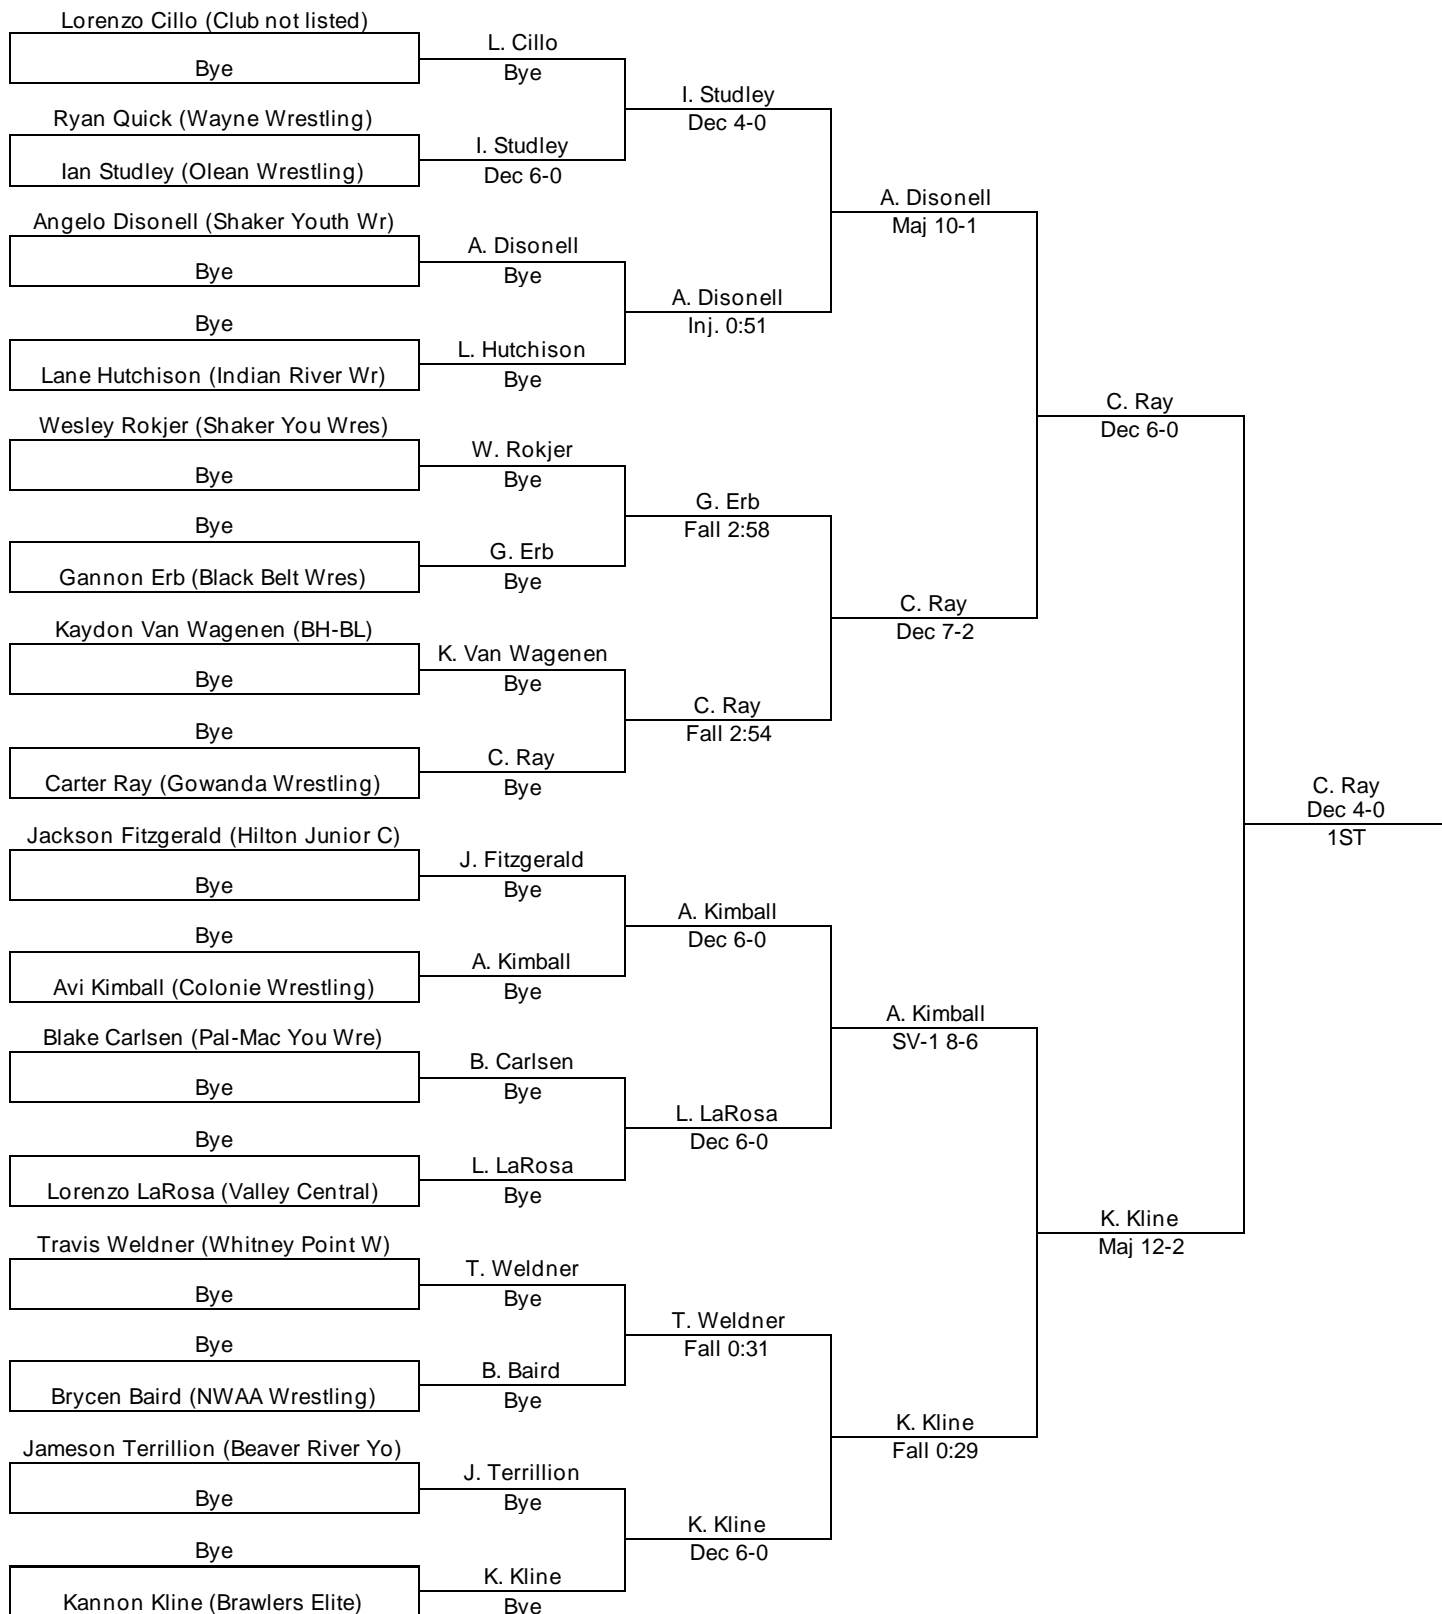 Lorenzo Cillo (Club not listed)
Bye
L. Cillo
Bye
I. Studley
Dec 4-0
Ryan Quick (Wayne Wrestling)
Ian Studley (Olean Wrestling)
I. Studley
Dec 6-0
A. Disonell
Maj 10-1
Angelo Disonell (Shaker Youth Wr)
Bye
A. Disonell
Bye
A. Disonell
Inj. 0:51
Bye
Lane Hutchison (Indian River Wr)
L. Hutchison
Bye
C. Ray
Dec 6-0
Wesley Rokjer (Shaker You Wres)
Bye
W. Rokjer
Bye
G. Erb
Fall 2:58
Bye
Gannon Erb (Black Belt Wres)
G. Erb
Bye
C. Ray
Dec 7-2
Kaydon Van Wagenen (BH-BL)
Bye
K. Van Wagenen
Bye
C. Ray
Fall 2:54
Bye
Carter Ray (Gowanda Wrestling)
C. Ray
Bye
C. Ray
Dec 4-0
1ST
Jackson Fitzgerald (Hilton Junior C)
Bye
J. Fitzgerald
Bye
A. Kimball
Dec 6-0
Bye
Avi Kimball (Colonie Wrestling)
A. Kimball
Bye
A. Kimball
SV-1 8-6
Blake Carlsen (Pal-Mac You Wre)
Bye
B. Carlsen
Bye
L. LaRosa
Dec 6-0
Bye
Lorenzo LaRosa (Valley Central)
L. LaRosa
Bye
K. Kline
Maj 12-2
Travis Weldner (Whitney Point W)
Bye
T. Weldner
Bye
T. Weldner
Fall 0:31
Bye
Brycen Baird (NWAA Wrestling)
B. Baird
Bye
K. Kline
Fall 0:29
Jameson Terrillion (Beaver River Yo)
Bye
J. Terrillion
Bye
K. Kline
Dec 6-0
Bye
Kannon Kline (Brawlers Elite)
K. Kline
Bye